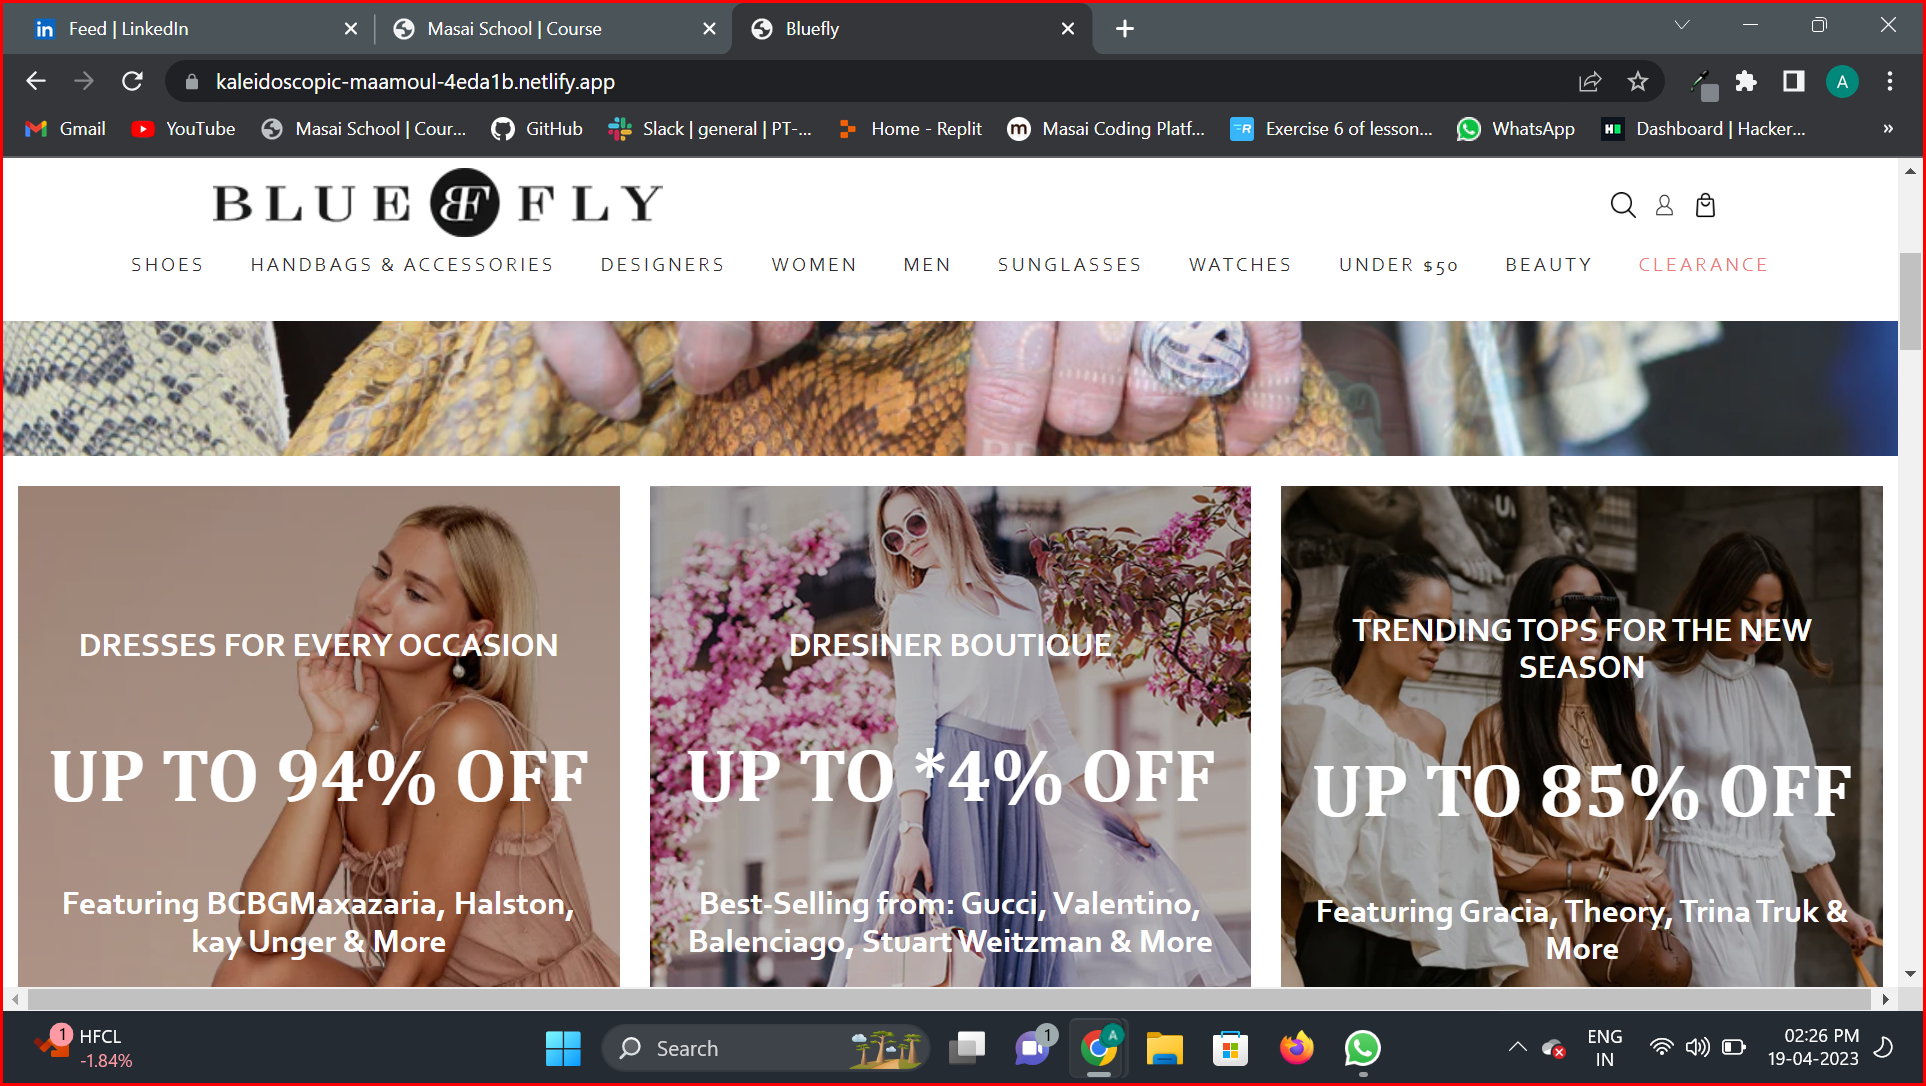 Feed | LinkedIn
Masai School | Course
Bluefly
kaleidoscopic-maamoul-4eda1b.netlify.app
A
Gmail
YouTube
Masai School | Cour...
GitHub
Slack | general | PT-...
Home - Replit
Masai Coding Platf...
Exercise 6 of lesson...
WhatsApp
Dashboard | Hacker...
»
BLUE BF FLY
SHOES
HANDBAGS & ACCESSORIES
DESIGNERS
WOMEN
MEN
SUNGLASSES
WATCHES
UNDER $50
BEAUTY
CLEARANCE
DRESSES FOR EVERY OCCASION
UP TO 94% OFF
Featuring BCBGMaxazaria, Halston,
kay Unger & More
DRESINER BOUTIQUE
UP TO *4% OFF
Best-Selling from: Gucci, Valentino,
Balenciago, Stuart Weitzman & More
TRENDING TOPS FOR THE NEW
SEASON
UP TO 85% OFF
Featuring Gracia, Theory, Trina Truk &
More
1
HFCL
-1.84%
Search
1
A
ENG
IN
02:26 PM
19-04-2023